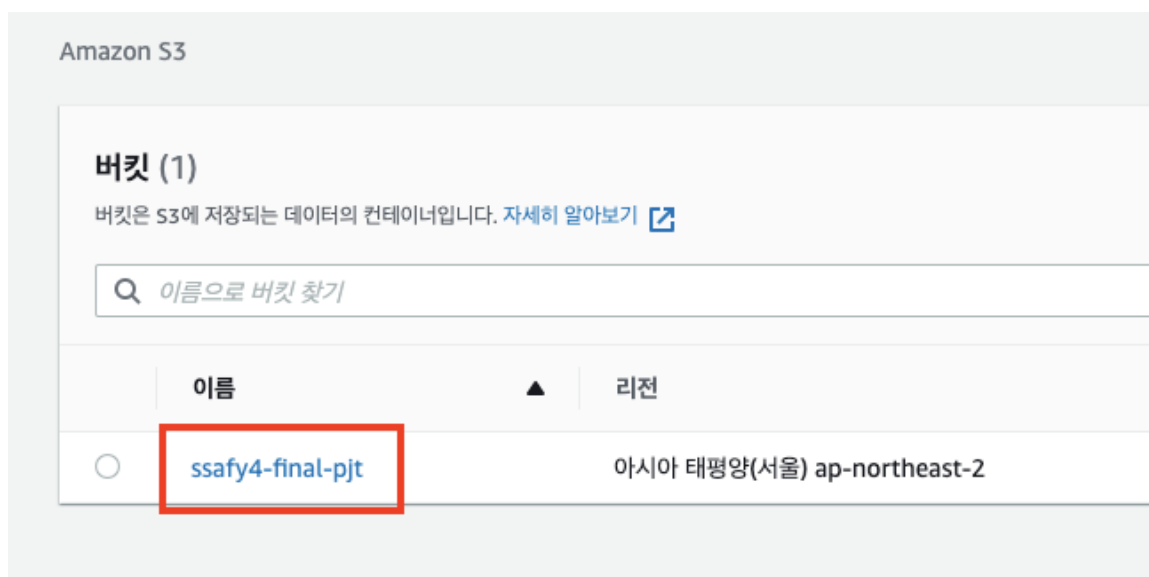 Amazon S3
버킷 (1)
버킷은 S3에 저장되는 데이터의 컨테이너입니다. 자세히 알아보기
이름으로 버킷 찾기
이름 ▲ 리전
ssafy4-final-pjt 아시아 태평양(서울) ap-northeast-2